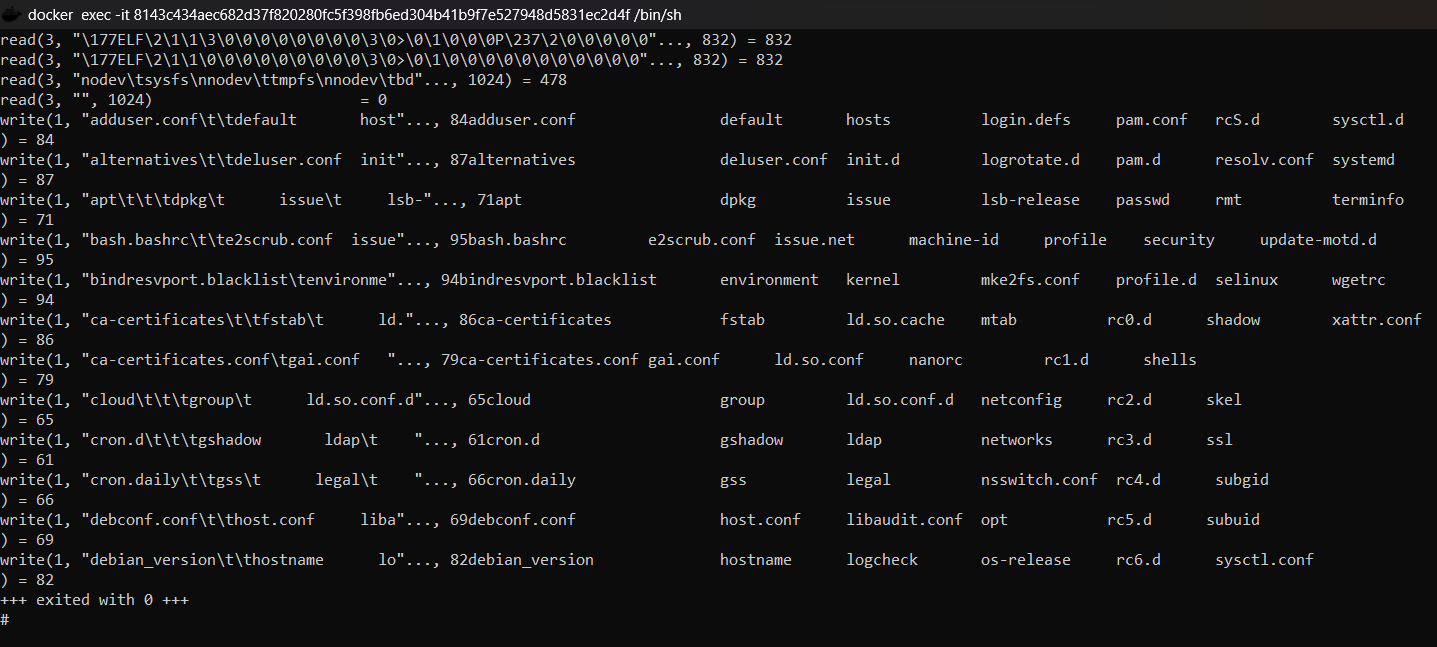 docker exec -it 8143c434aec682d37f820280fc5f398fb6ed304b41b9f7e527948d5831ec2d4f /bin/sh
read(3, "\177ELF\2\1\1\3\0\0\0\0\0\0\0\0\3\0>\0\1\0\0\0P\237\2\0\0\0\0\0"..., 832) = 832
read(3, "\177ELF\2\1\1\0\0\0\0\0\0\0\0\0\3\0>\0\1\0\0\0\0\0\0\0\0\0\0\0"..., 832) = 832
read(3, "nodev\tsysfs\nnodev\ttmpfs\nnodev\tbd"..., 1024) = 478
read(3, "", 1024)                       = 0
write(1, "adduser.conf\t\tdefault       host"..., 84adduser.conf                default       hosts          login.defs     pam.conf   rcS.d        sysctl.d
) = 84
write(1, "alternatives\t\tdeluser.conf  init"..., 87alternatives                deluser.conf  init.d         logrotate.d    pam.d      resolv.conf  systemd
) = 87
write(1, "apt\t\t\tdpkg\t      issue\t     lsb-"..., 71apt                      dpkg          issue          lsb-release    passwd     rmt          terminfo
) = 71
write(1, "bash.bashrc\t\te2scrub.conf  issue"..., 95bash.bashrc         e2scrub.conf  issue.net      machine-id     profile    security     update-motd.d
) = 95
write(1, "bindresvport.blacklist\tenvironme"..., 94bindresvport.blacklist       environment   kernel         mke2fs.conf    profile.d  selinux      wgetrc
) = 94
write(1, "ca-certificates\t\tfstab\t      ld."..., 86ca-certificates            fstab         ld.so.cache    mtab          rc0.d      shadow        xattr.conf
) = 86
write(1, "ca-certificates.conf\tgai.conf   "..., 79ca-certificates.conf gai.conf      ld.so.conf     nanorc         rc1.d      shells
) = 79
write(1, "cloud\t\t\tgroup\t      ld.so.conf.d"..., 65cloud                     group         ld.so.conf.d   netconfig     rc2.d      skel
) = 65
write(1, "cron.d\t\t\tgshadow       ldap\t    "..., 61cron.d                    gshadow       ldap           networks      rc3.d      ssl
) = 61
write(1, "cron.daily\t\tgss\t      legal\t    "..., 66cron.daily                gss           legal          nsswitch.conf  rc4.d      subgid
) = 66
write(1, "debconf.conf\t\thost.conf     liba"..., 69debconf.conf                host.conf     libaudit.conf  opt           rc5.d      subuid
) = 69
write(1, "debian_version\t\thostname      lo"..., 82debian_version              hostname      logcheck       os-release     rc6.d      sysctl.conf
) = 82
+++ exited with 0 +++
#